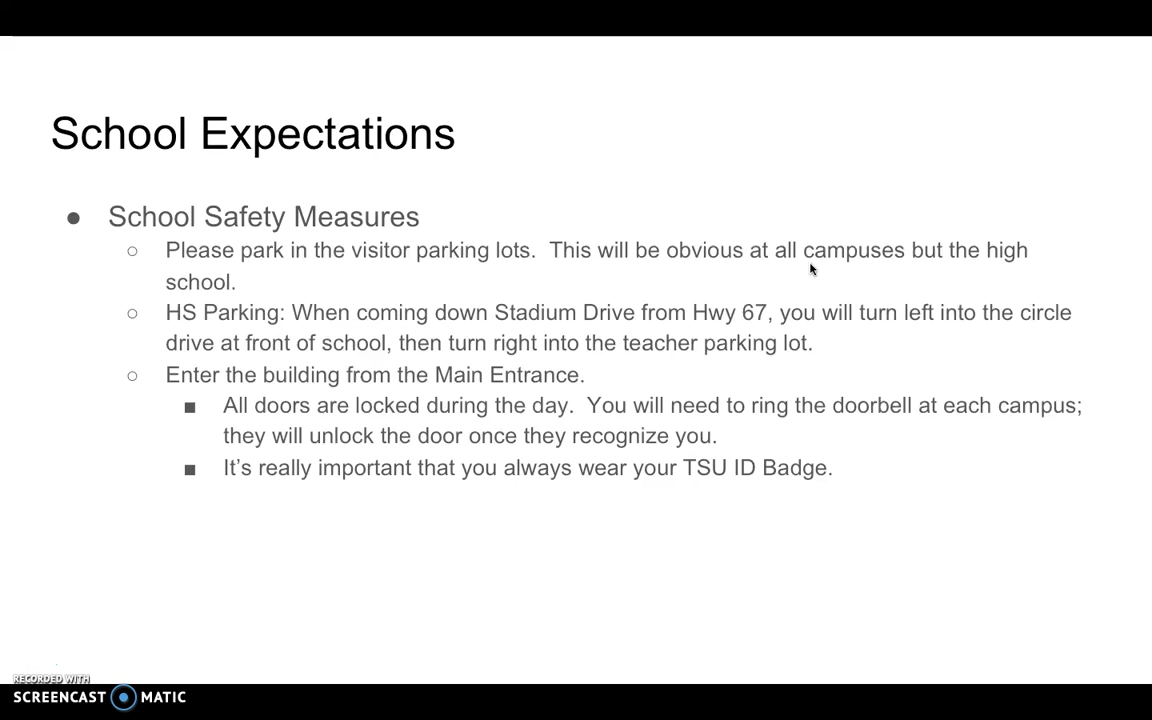 School Expectations
● School Safety Measures
○ Please park in the visitor parking lots.  This will be obvious at all campuses but the high
school.
○ HS Parking: When coming down Stadium Drive from Hwy 67, you will turn left into the circle
drive at front of school, then turn right into the teacher parking lot.
○ Enter the building from the Main Entrance.
■ All doors are locked during the day.  You will need to ring the doorbell at each campus;
they will unlock the door once they recognize you.
■ It’s really important that you always wear your TSU ID Badge.
RECORDED WITH
SCREENCAST MATIC